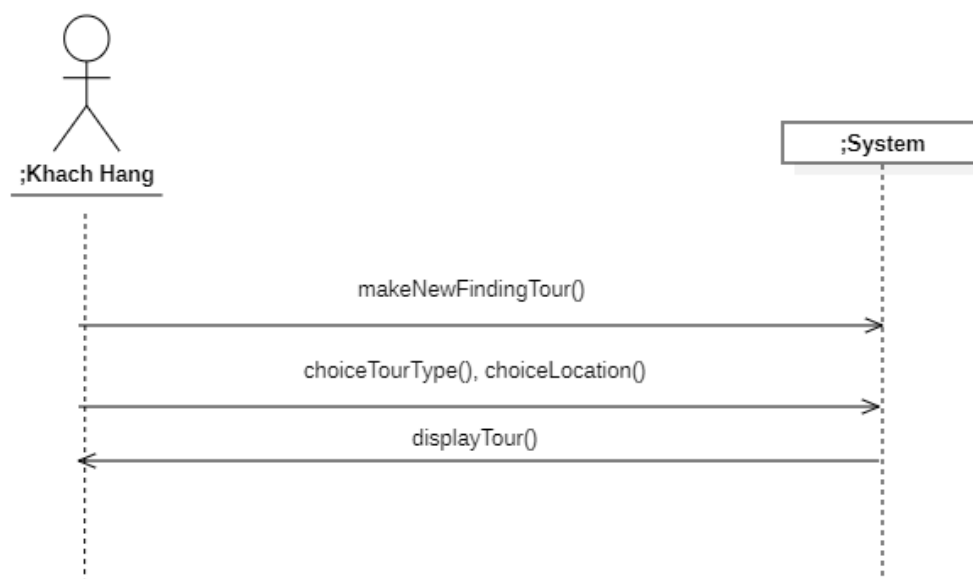 ;System
;Khach Hang
makeNewFindingTour()
choiceTourType(), choiceLocation()
displayTour()